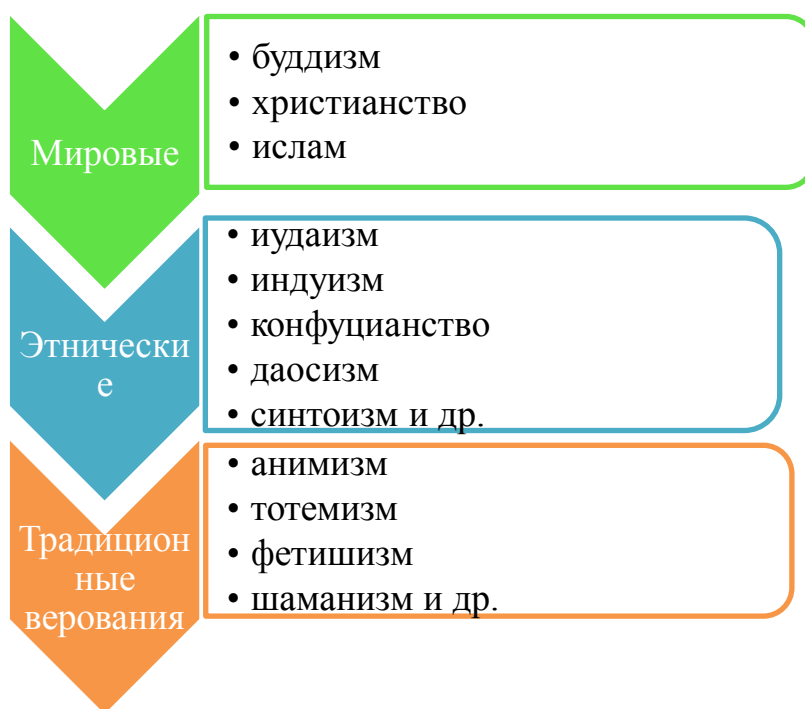 Мировые
• буддизм
• христианство
• ислам
Этнически
е
• иудаизм
• индуизм
• конфуцианство
• даосизм
• синтоизм и др.
Традицион
ные
верования
• анимизм
• тотемизм
• фетишизм
• шаманизм и др.